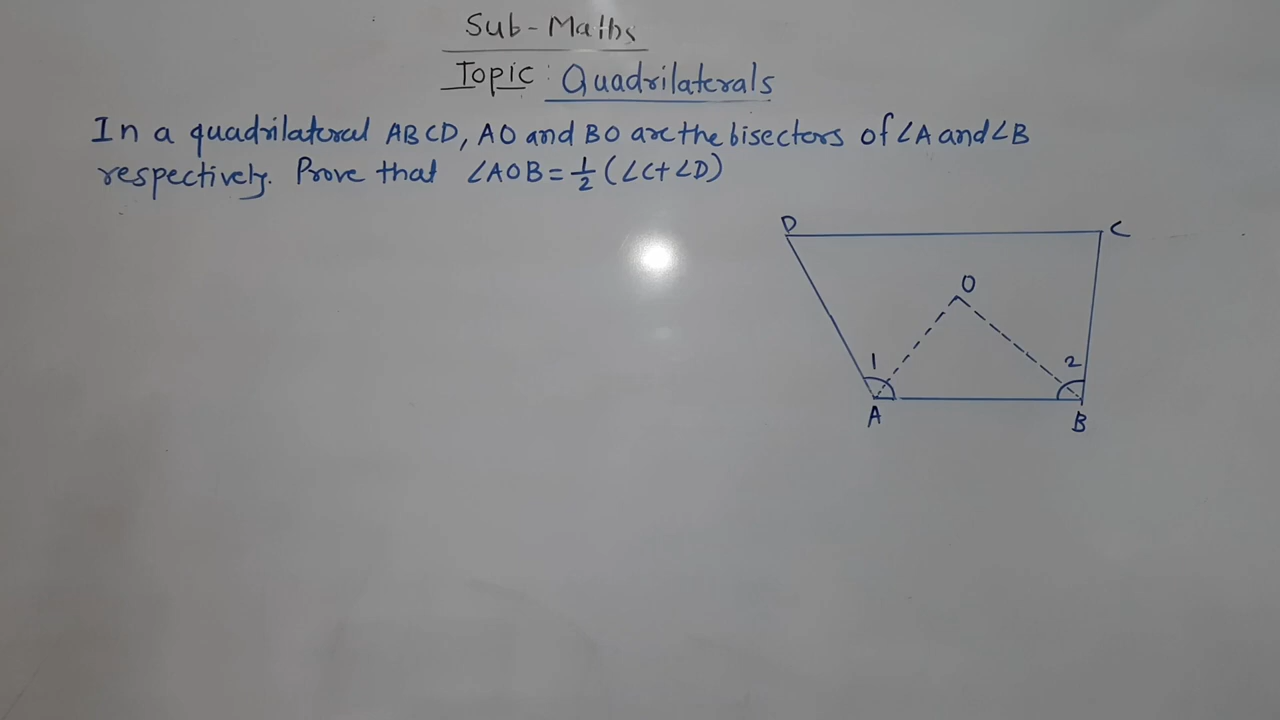 Sub - Maths
Topic : Quadrilaterals
In a quadrilateral ABCD, AO and BO are the bisectors of ∠A and ∠B
respectively. Prove that ∠AOB = 1/2 (∠C + ∠D)
D
C
O
1
2
A
B